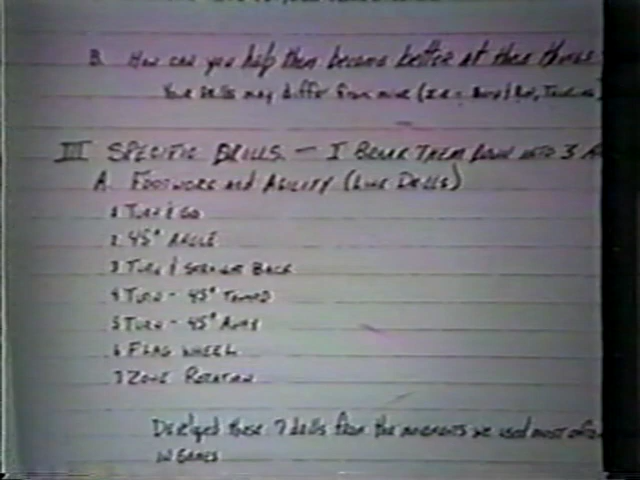 B. How can you help them become better at these things
Your drills may differ from mine (
III SPECIFIC DRILLS. — I BREAK THEM DOWN INTO 3 A
A. FOOTWORK AND AGILITY (LINE DRILLS)
1 TURN & GO
2. 45° ANGLE
3 TURN & STRAIGHT BACK
4 TURN - 45° TOWARD
5 TURN - 45° AWAY
6 FLAG WHEEL
7 ZONE ROTATION
Developed these 7 drills from the movements we used most often
IN GAMES